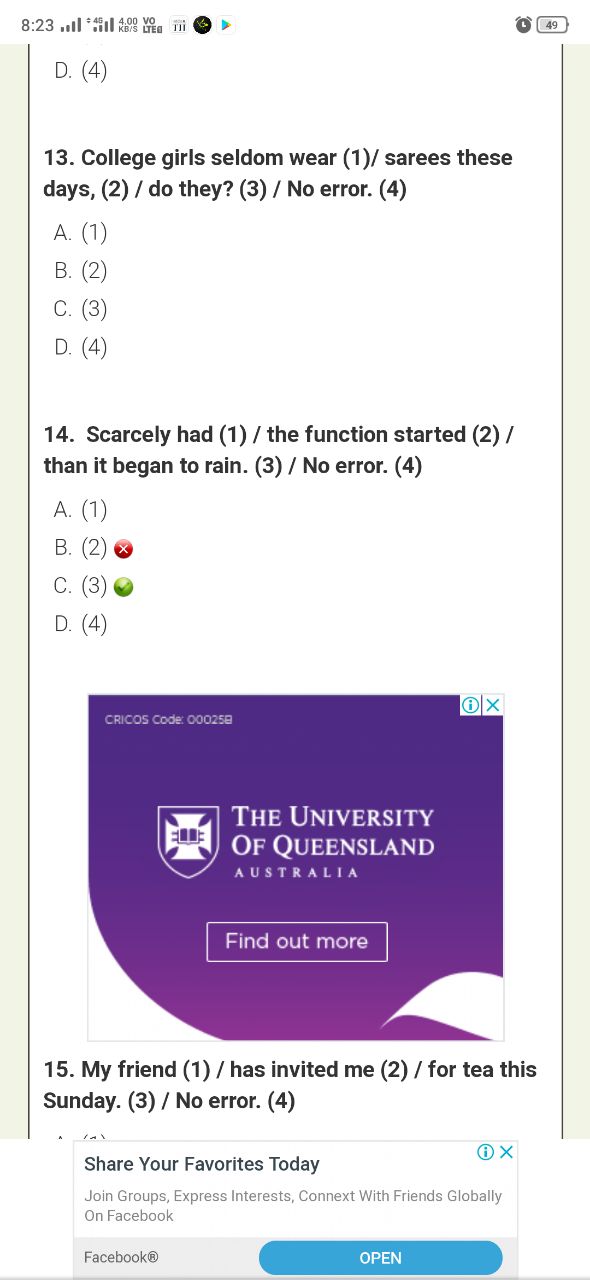 8:23 4G 4.00 KB/S VO LTE 49
D. (4)
13. College girls seldom wear (1)/ sarees these
days, (2) / do they? (3) / No error. (4)
A. (1)
B. (2)
C. (3)
D. (4)
14. Scarcely had (1) / the function started (2) /
than it began to rain. (3) / No error. (4)
A. (1)
B. (2)
C. (3)
D. (4)
CRICOS Code: 00025B
THE UNIVERSITY
OF QUEENSLAND
AUSTRALIA
Find out more
15. My friend (1) / has invited me (2) / for tea this
Sunday. (3) / No error. (4)
Share Your Favorites Today
Join Groups, Express Interests, Connext With Friends Globally
On Facebook
Facebook®
OPEN